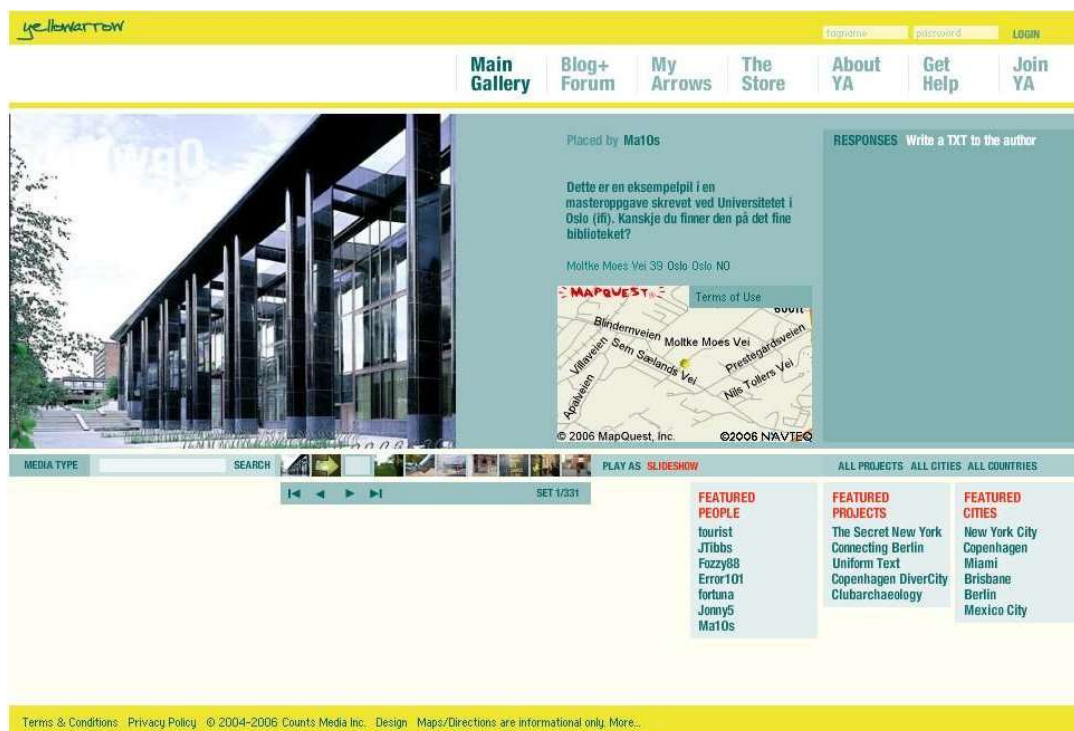 yellowarrow
tagname password LOGIN
Main Gallery
Blog+ Forum
My Arrows
The Store
About YA
Get Help
Join YA
Placed by Ma1Os
Dette er en eksempelpil i en
masteroppgave skrevet ved Universitetet i
Oslo (ifi). Kanskje du finner den på det fine
biblioteket?
Moltke Moes Vei 39 Oslo Oslo NO
MAPQUEST
Terms of Use
600ft
Blindernveien
Moltke Moes Vei
Villaveien
Sem Sælands Vei
Prestegardsveien
Apalveien
Nils Tollers Vei
© 2006 MapQuest, Inc.
©2006 NAVTEQ
RESPONSES Write a TXT to the author
MEDIA TYPE
SEARCH
PLAY AS SLIDESHOW
ALL PROJECTS ALL CITIES ALL COUNTRIES
SET 1/331
FEATURED
PEOPLE
tourist
JTibbs
Fozzy88
Error101
fortuna
Jonny5
Ma1Os
FEATURED
PROJECTS
The Secret New York
Connecting Berlin
Uniform Text
Copenhagen DiverCity
Clubarchaeology
FEATURED
CITIES
New York City
Copenhagen
Miami
Brisbane
Berlin
Mexico City
Terms & Conditions Privacy Policy © 2004-2006 Counts Media Inc. Design Maps/Directions are informational only. More...